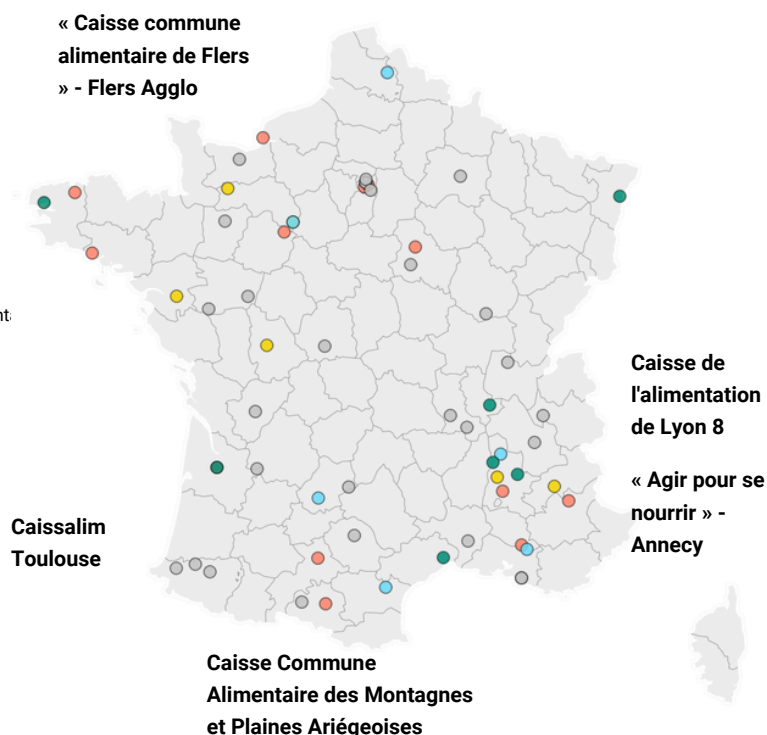 « Caisse commune
alimentaire de Flers
» - Flers Agglo
Caisse de
l'alimentation
de Lyon 8
« Agir pour se
nourrir » -
Annecy
Caissalim
Toulouse
Caisse Commune
Alimentaire des Montagnes
et Plaines Ariégeoises